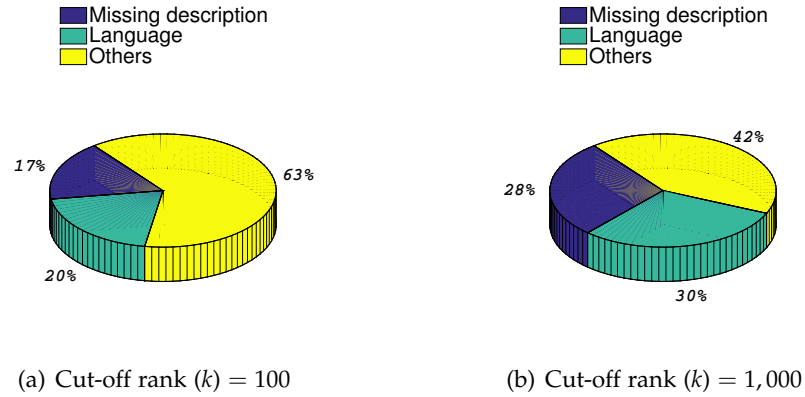 Missing description
Language
Others
17%
63%
20%
(a) Cut-off rank (k) = 100
Missing description
Language
Others
42%
28%
30%
(b) Cut-off rank (k) = 1, 000